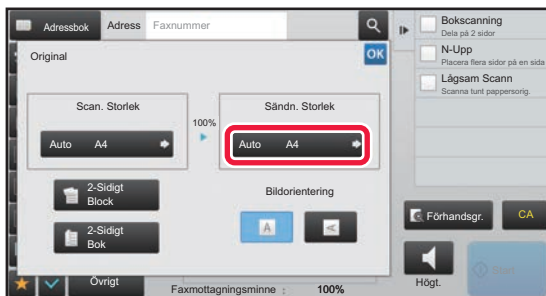 Adressbok
Adress
Faxnummer
Original
OK
Scan. Storlek
Auto A4
100%
Sändn. Storlek
Auto A4
2-Sidigt
Block
2-Sidigt
Bok
Bildorientering
A
A
Övrigt
Faxmottagningsminne : 100%
Bokscanning
Dela på 2 sidor
N-Upp
Placera flera sidor på en sida
Lågsam Scann
Scanna tunt pappersorig.
Förhandsgr.
CA
Högt.
Start